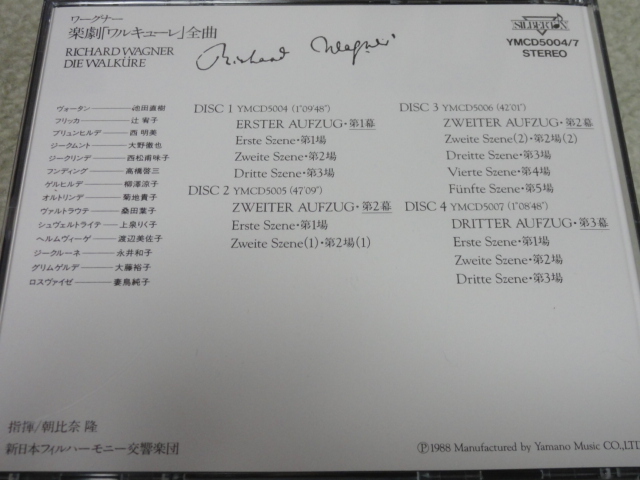 ワーグナー
楽劇「ワルキューレ」全曲
RICHARD WAGNER
DIE WALKÜRE
Richard Wagner
SILBERTON
YMCD5004/7
STEREO
ヴォータン———池田直樹
フリッカ———辻 宥子
ブリュンヒルデ———西 明美
ジークムント———大野徹也
ジークリンデ———西松甫味子
フンディング———高橋啓三
ゲルヒルデ———柳澤涼子
オルトリンデ———菊地貴子
ヴァルトラウテ———桑田葉子
シュヴェルトライテ———上泉りく子
ヘルムヴィーゲ———渡辺美佐子
ジークルーネ———永井和子
グリムゲルデ———大藤裕子
ロスヴァイゼ———妻鳥純子
DISC 1 YMCD5004 (1°09'48")
ERSTER AUFZUG・第1幕
Erste Szene・第1場
Zweite Szene・第2場
Dritte Szene・第3場
DISC 2 YMCD5005 (47'09")
ZWEITER AUFZUG・第2幕
Erste Szene・第1場
Zweite Szene(1)・第2場(1)
DISC 3 YMCD5006 (42'01")
ZWEITER AUFZUG・第2幕
Zweite Szene(2)・第2場(2)
Dreitte Szene・第3場
Vierte Szene・第4場
Fünfte Szene・第5場
DISC 4 YMCD5007 (1°08'48")
DRITTER AUFZUG・第3幕
Erste Szene・第1場
Zweite Szene・第2場
Dritte Szene・第3場
指揮/朝比奈 隆
新日本フィルハーモニー交響楽団
Ⓟ1988 Manufactured by Yamano Music CO.,LTD